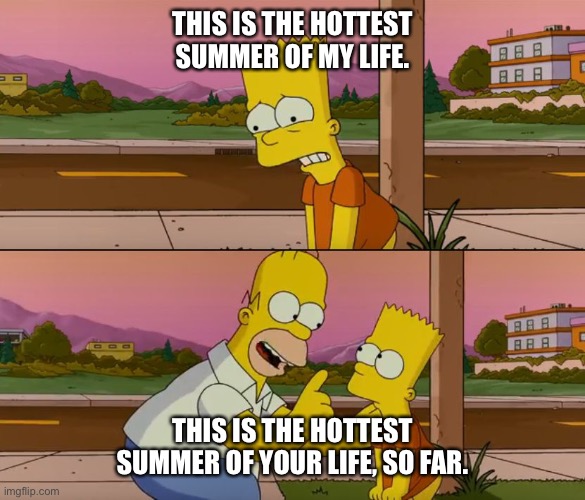 THIS IS THE HOTTEST
SUMMER OF MY LIFE.
THIS IS THE HOTTEST
SUMMER OF YOUR LIFE, SO FAR.
imgflip.com